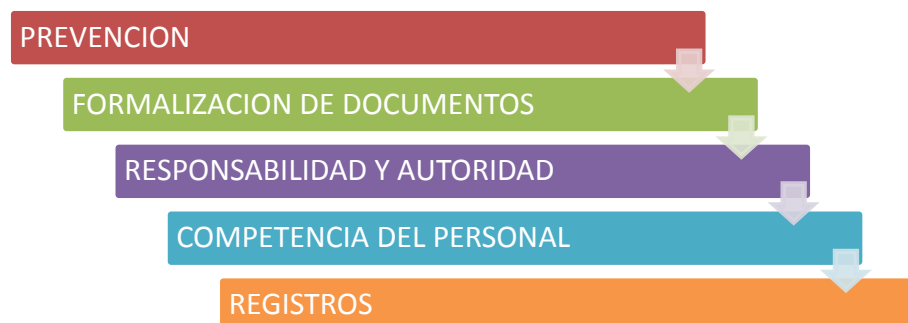 PREVENCION
FORMALIZACION DE DOCUMENTOS
RESPONSABILIDAD Y AUTORIDAD
COMPETENCIA DEL PERSONAL
REGISTROS